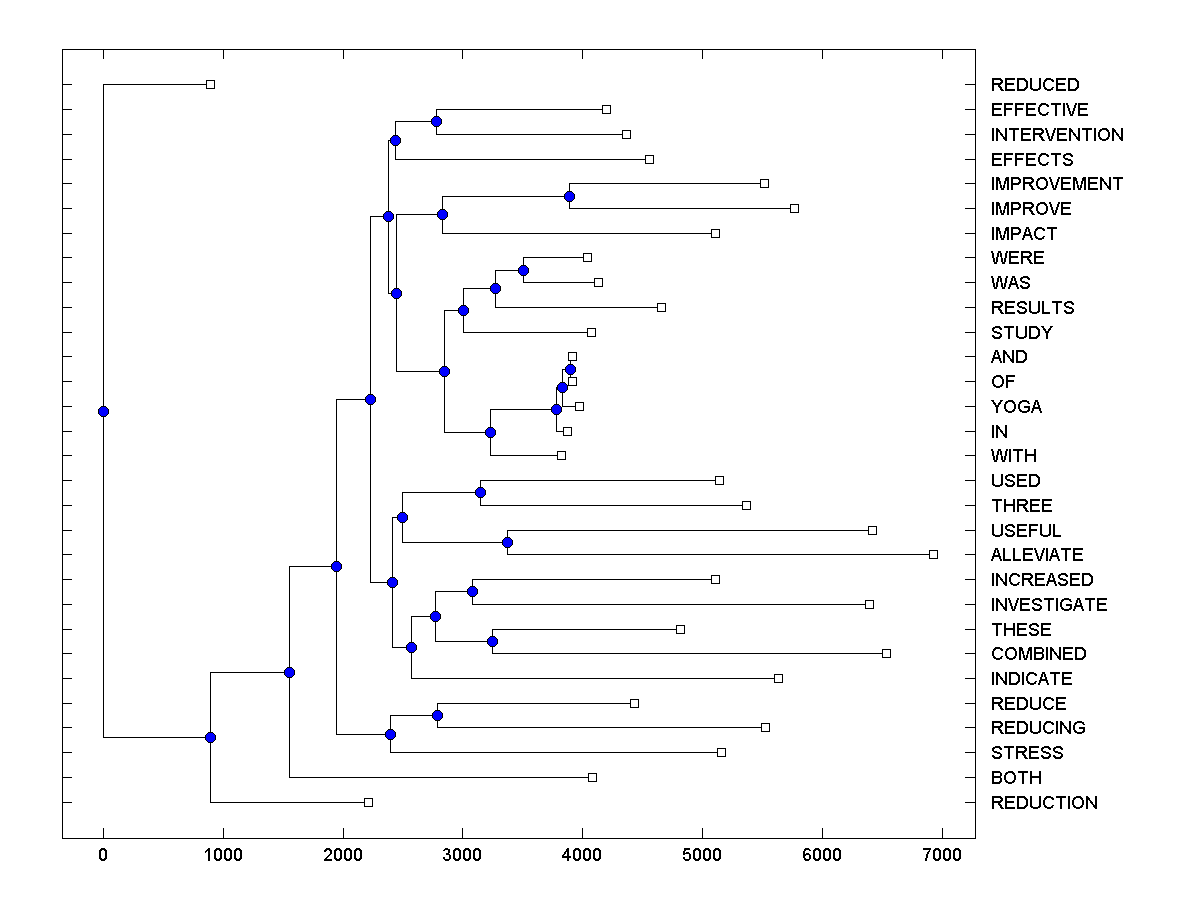 REDUCED
EFFECTIVE
INTERVENTION
EFFECTS
IMPROVEMENT
IMPROVE
IMPACT
WERE
WAS
RESULTS
STUDY
AND
OF
YOGA
IN
WITH
USED
THREE
USEFUL
ALLEVIATE
INCREASED
INVESTIGATE
THESE
COMBINED
INDICATE
REDUCE
REDUCING
STRESS
BOTH
REDUCTION
0 1000 2000 3000 4000 5000 6000 7000